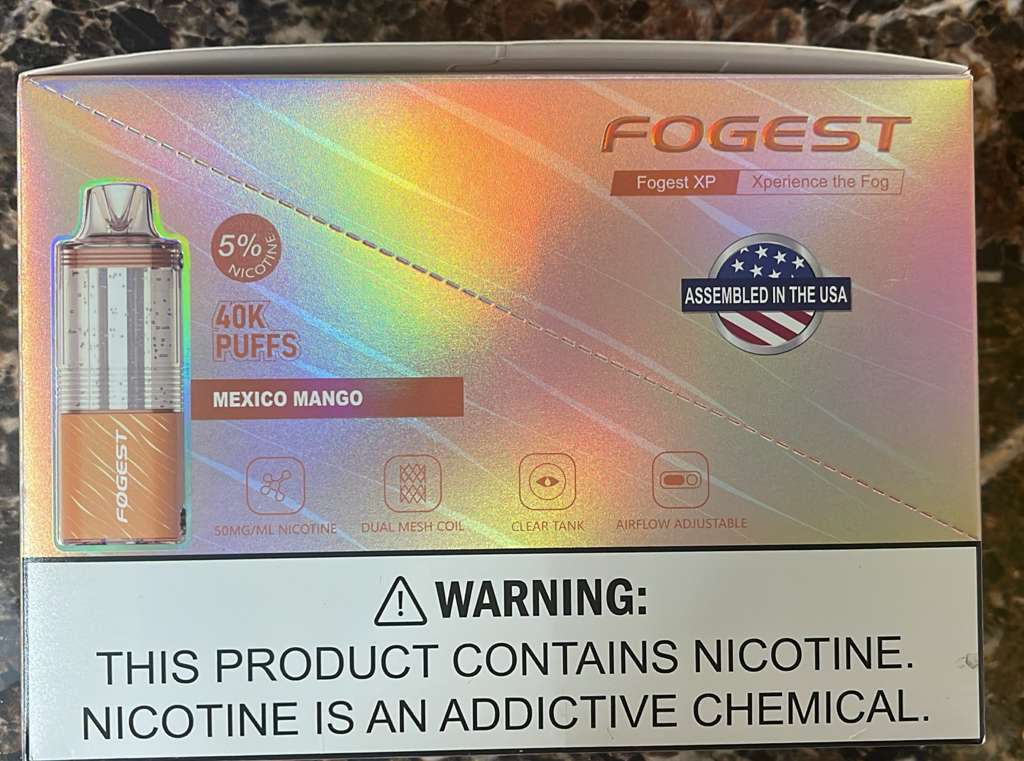 FOGEST
Fogest XP Xperience the Fog
5%
NICOTINE
ASSEMBLED IN THE USA
40K
PUFFS
MEXICO MANGO
FOGEST
50MG/ML NICOTINE DUAL MESH COIL CLEAR TANK AIRFLOW ADJUSTABLE
WARNING:
THIS PRODUCT CONTAINS NICOTINE.
NICOTINE IS AN ADDICTIVE CHEMICAL.